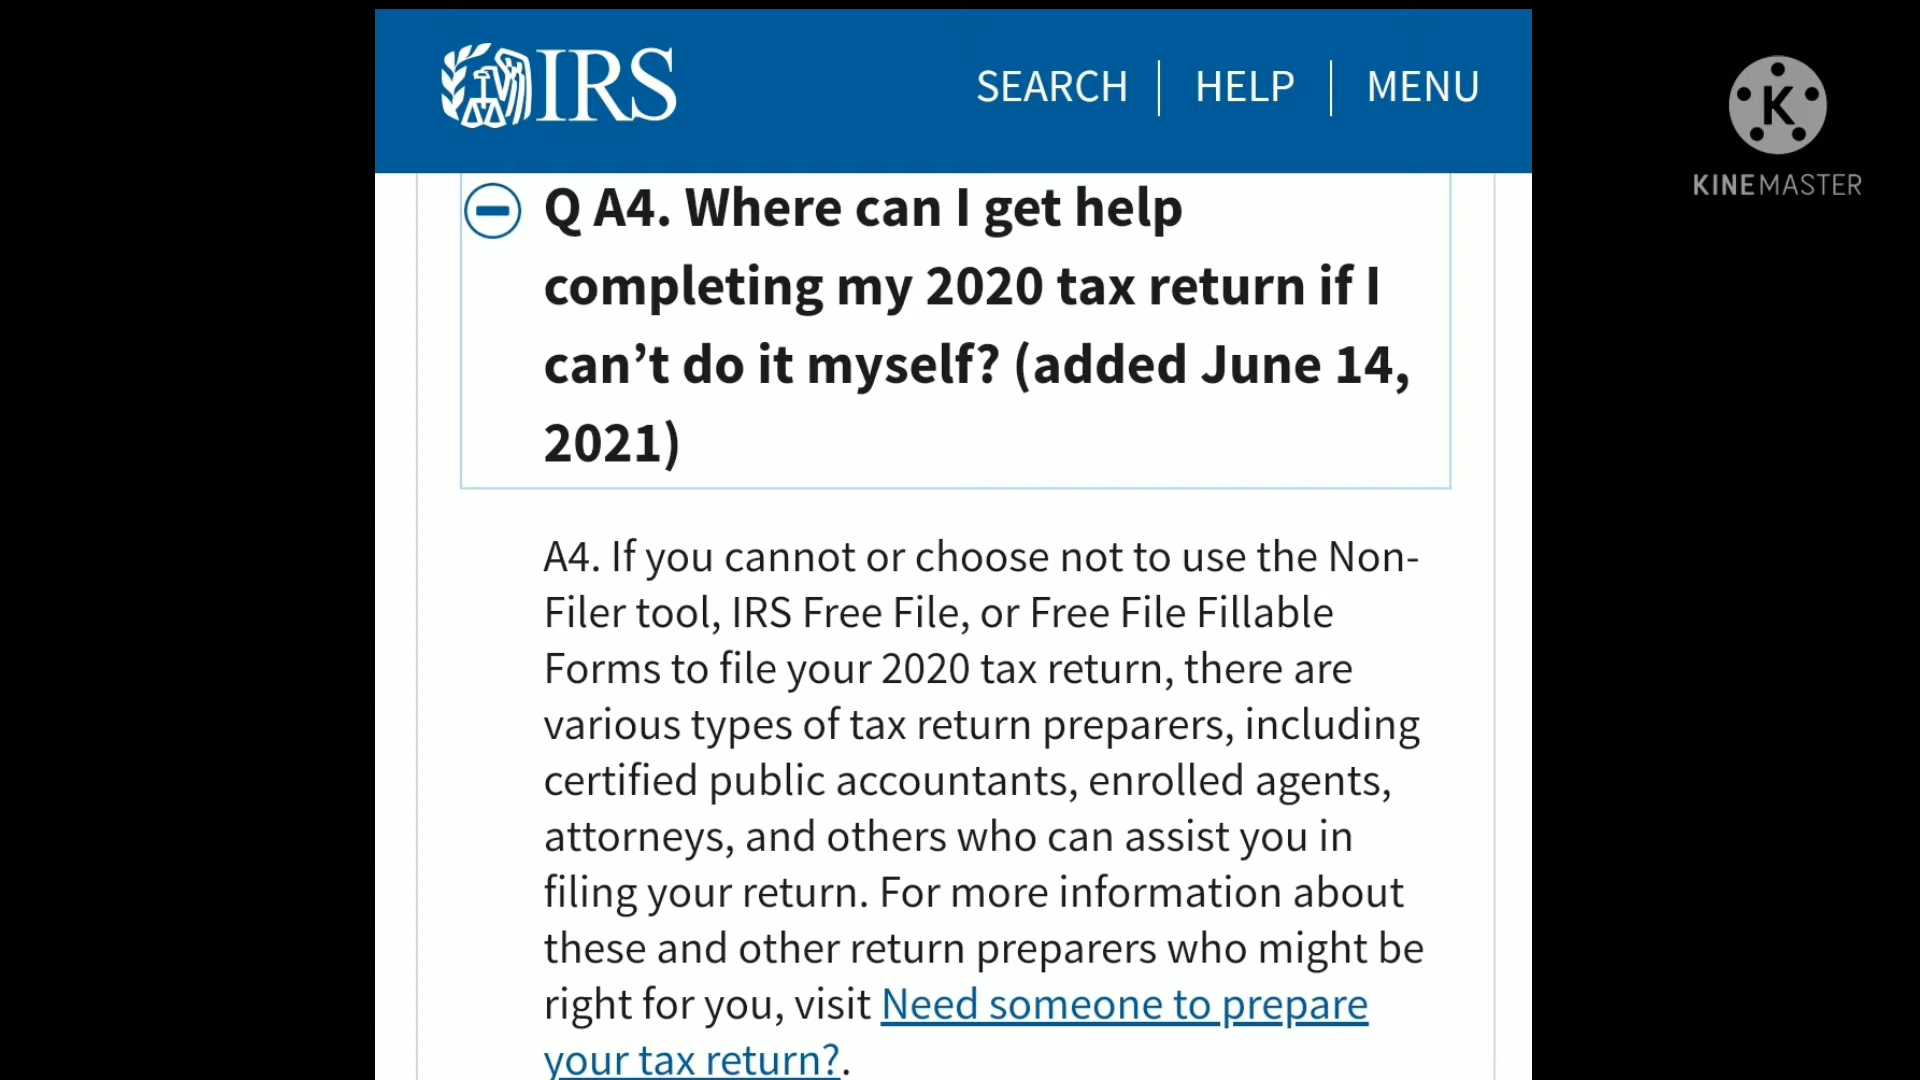 IRS
SEARCH
HELP
MENU
K
KINEMASTER
Q A4. Where can I get help
completing my 2020 tax return if I
can’t do it myself? (added June 14,
2021)
A4. If you cannot or choose not to use the Non-
Filer tool, IRS Free File, or Free File Fillable
Forms to file your 2020 tax return, there are
various types of tax return preparers, including
certified public accountants, enrolled agents,
attorneys, and others who can assist you in
filing your return. For more information about
these and other return preparers who might be
right for you, visit Need someone to prepare
your tax return?.